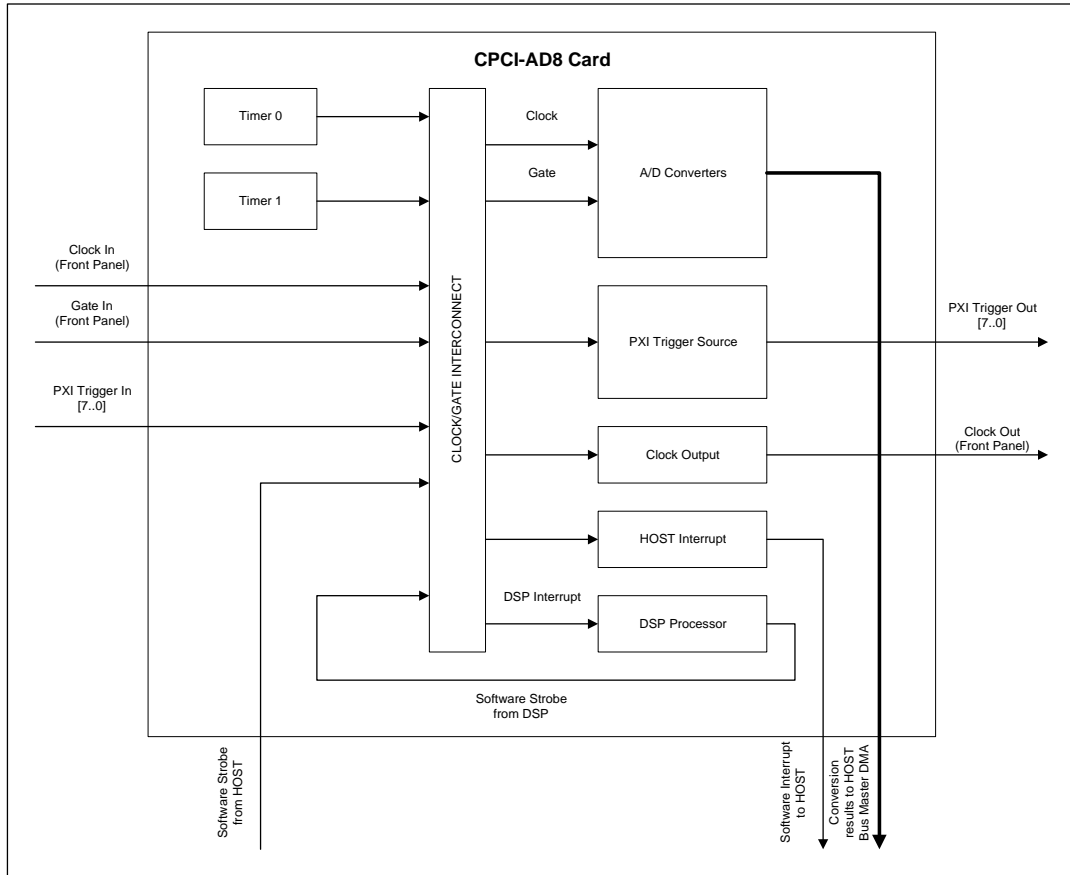 CPCI-AD8 Card
Timer 0
Clock
A/D Converters
Gate
Timer 1
Clock In
(Front Panel)
Gate In
(Front Panel)
PXI Trigger In
[7..0]
CLOCK/GATE INTERCONNECT
PXI Trigger Source
PXI Trigger Out
[7..0]
Clock Output
Clock Out
(Front Panel)
HOST Interrupt
DSP Interrupt
DSP Processor
Software Strobe
from DSP
Software Strobe
from HOST
Software Interrupt
to HOST
Conversion
results to HOST
Bus Master DMA